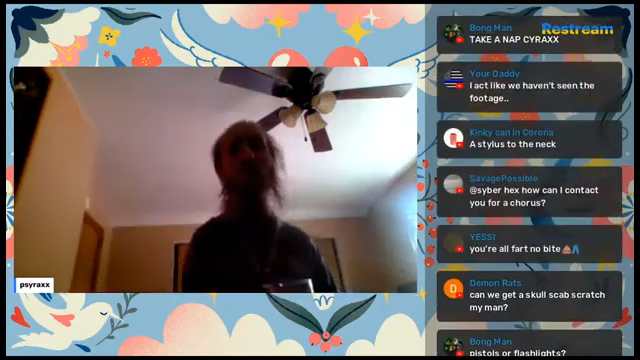 Restream
Bong Man
TAKE A NAP CYRAXX
Your Daddy
I act like we haven't seen the
footage..
Kinky can in Corona
A stylus to the neck
SavagePossible
@syber hex how can I contact
you for a chorus?
YESSI
you're all fart no bite💩👖
Demon Rats
can we get a skull scab scratch
my man?
Bong Man
pistols or flashlights?
psyraxx
D